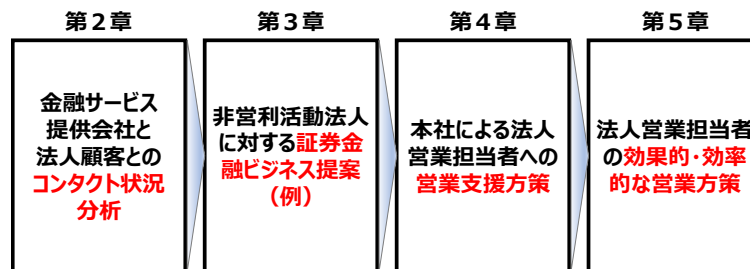 第２章
第３章
第４章
第５章
金融サービス
提供会社と
法人顧客との
コンタクト状況
分析
非営利活動法人
に対する証券金
融ビジネス提案
（例）
本社による法人
営業担当者への
営業支援方策
法人営業担当者
の効果的・効率
的な営業方策